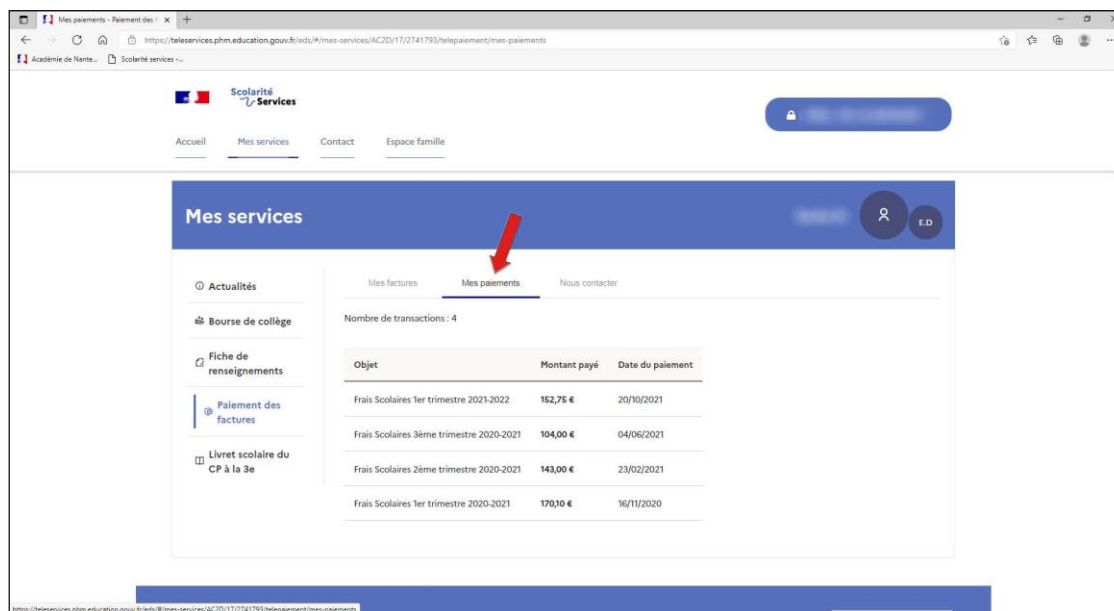 Mes paiements - Paiement des f
https://teleservices.phm.education.gouv.fr/eds/#/mes-services/AC2D/17/2741793/telepaiement/mes-paiements
Académie de Nante... Scolarité services -...
Scolarité
Services
Accueil Mes services Contact Espace famille
Mes services
E.D
Actualités
Bourse de collège
Fiche de
renseignements
Paiement des
factures
Livret scolaire du
CP à la 3e
Mes factures Mes paiements Nous contacter
Nombre de transactions : 4
Objet Montant payé Date du paiement
Frais Scolaires 1er trimestre 2021-2022 152,75 € 20/10/2021
Frais Scolaires 3ème trimestre 2020-2021 104,00 € 04/06/2021
Frais Scolaires 2ème trimestre 2020-2021 143,00 € 23/02/2021
Frais Scolaires 1er trimestre 2020-2021 170,10 € 16/11/2020
https://teleservices.phm.education.gouv.fr/eds/#/mes-services/AC2D/17/2741793/telepaiement/mes-paiements